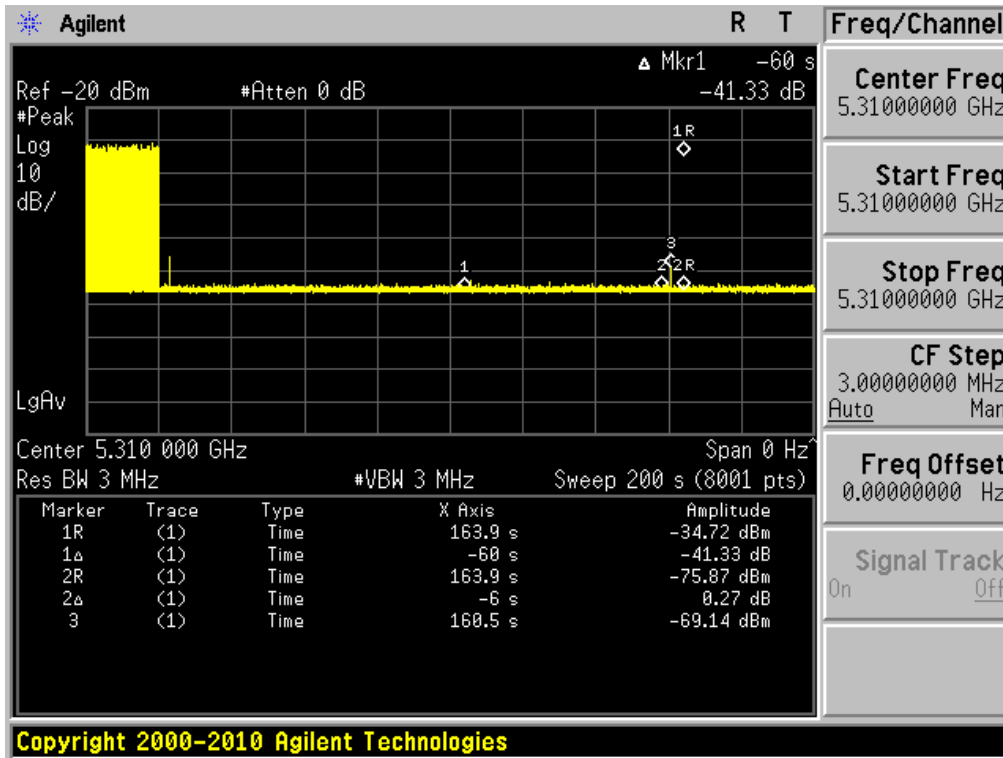 Agilent R T
Δ Mkr1 −60 s
Ref −20 dBm #Atten 0 dB −41.33 dB
#Peak
Log
10
dB/
1R
3
1
2 2R
LgAv
Center 5.310 000 GHz Span 0 Hz^
Res BW 3 MHz #VBW 3 MHz Sweep 200 s (8001 pts)
Marker Trace Type X Axis Amplitude
1R (1) Time 163.9 s −34.72 dBm
1Δ (1) Time −60 s −41.33 dB
2R (1) Time 163.9 s −75.87 dBm
2Δ (1) Time −6 s 0.27 dB
3 (1) Time 160.5 s −69.14 dBm
Copyright 2000–2010 Agilent Technologies
Freq/Channel
Center Freq
5.31000000 GHz
Start Freq
5.31000000 GHz
Stop Freq
5.31000000 GHz
CF Step
3.00000000 MHz
Auto Man
Freq Offset
0.00000000 Hz
Signal Track
On Off